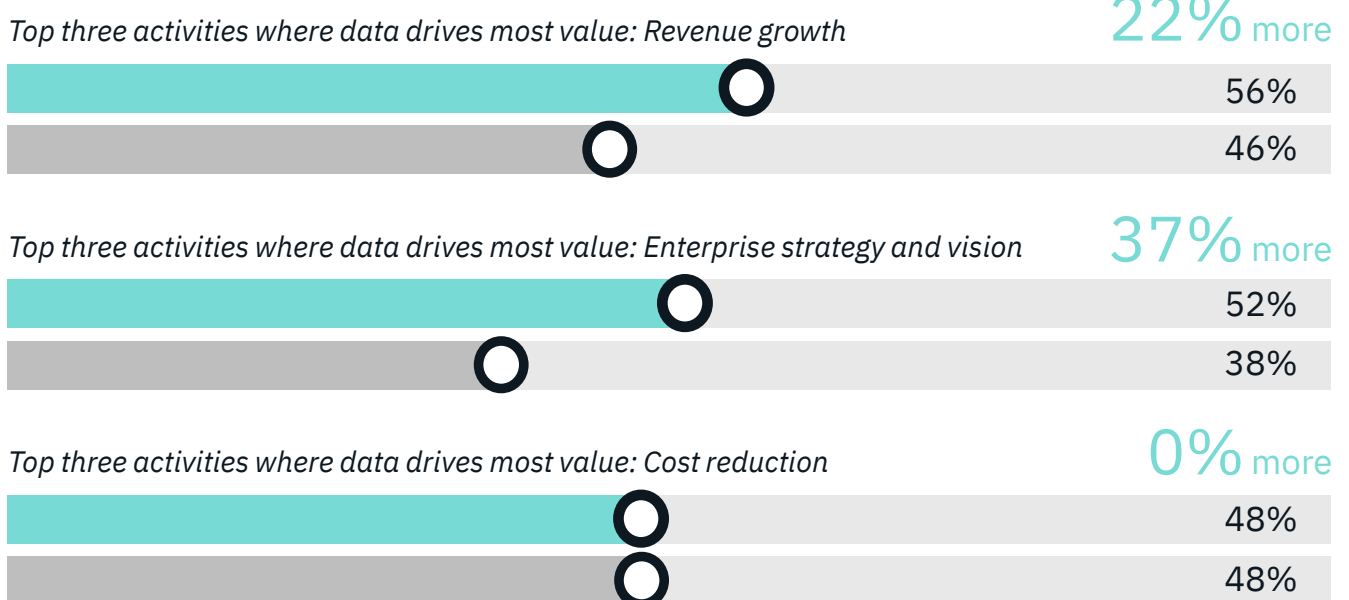 Top three activities where data drives most value: Revenue growth 22% more
56%
46%
Top three activities where data drives most value: Enterprise strategy and vision 37% more
52%
38%
Top three activities where data drives most value: Cost reduction 0% more
48%
48%